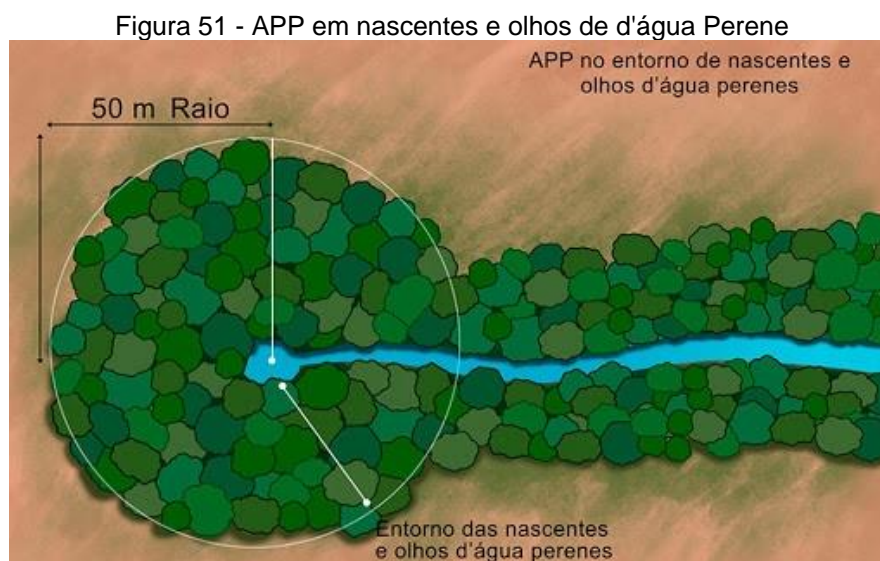 Figura 51 - APP em nascentes e olhos de d'água Perene
APP no entorno de nascentes e
olhos d'água perenes
50 m Raio
Entorno das nascentes
e olhos d'água perenes